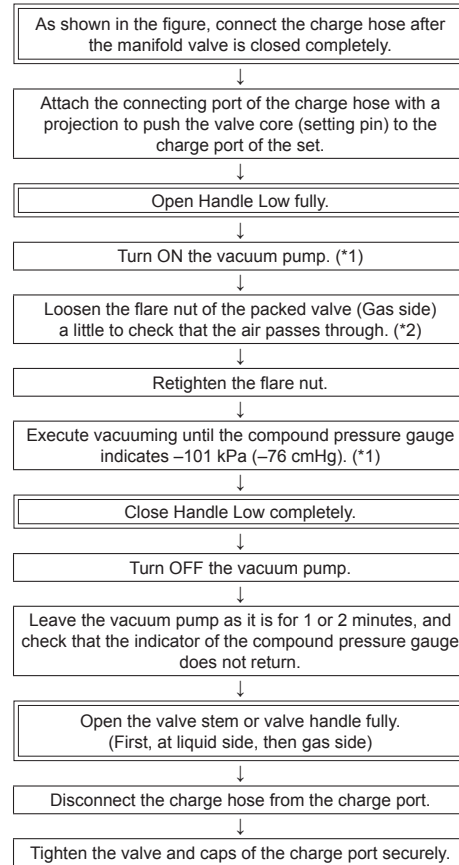 As shown in the figure, connect the charge hose after
the manifold valve is closed completely.
↓
Attach the connecting port of the charge hose with a
projection to push the valve core (setting pin) to the
charge port of the set.
↓
Open Handle Low fully.
↓
Turn ON the vacuum pump. (*1)
↓
Loosen the flare nut of the packed valve (Gas side)
a little to check that the air passes through. (*2)
↓
Retighten the flare nut.
↓
Execute vacuuming until the compound pressure gauge
indicates –101 kPa (–76 cmHg). (*1)
↓
Close Handle Low completely.
↓
Turn OFF the vacuum pump.
↓
Leave the vacuum pump as it is for 1 or 2 minutes, and
check that the indicator of the compound pressure gauge
does not return.
↓
Open the valve stem or valve handle fully.
(First, at liquid side, then gas side)
↓
Disconnect the charge hose from the charge port.
↓
Tighten the valve and caps of the charge port securely.